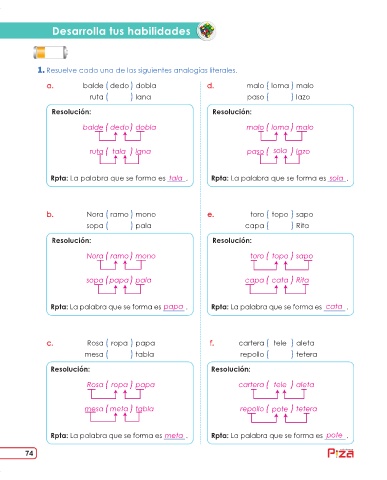 Desarrolla tus habilidades
1. Resuelve cada una de las siguientes analogías literales.
a. balde ( dedo ) dobla
ruta ( ) lana
Resolución:
balde ( dedo ) dobla
ruta ( tala ) lana
Rpta: La palabra que se forma es tala .
d. malo ( loma ) malo
paso ( ) lazo
Resolución:
malo ( loma ) malo
paso ( sola ) lazo
Rpta: La palabra que se forma es sola .
b. Nora ( ramo ) mono
sopa ( ) pala
Resolución:
Nora ( ramo ) mono
sopa ( papa ) pala
Rpta: La palabra que se forma es papa .
e. toro ( topo ) sapo
capa ( ) Rita
Resolución:
toro ( topo ) sapo
capa ( cata ) Rita
Rpta: La palabra que se forma es cata .
c. Rosa ( ropa ) papa
mesa ( ) tabla
Resolución:
Rosa ( ropa ) papa
mesa ( meta ) tabla
Rpta: La palabra que se forma es meta .
f. cartera ( tele ) aleta
repollo ( ) tetera
Resolución:
cartera ( tele ) aleta
repollo ( pote ) tetera
Rpta: La palabra que se forma es pote .
74